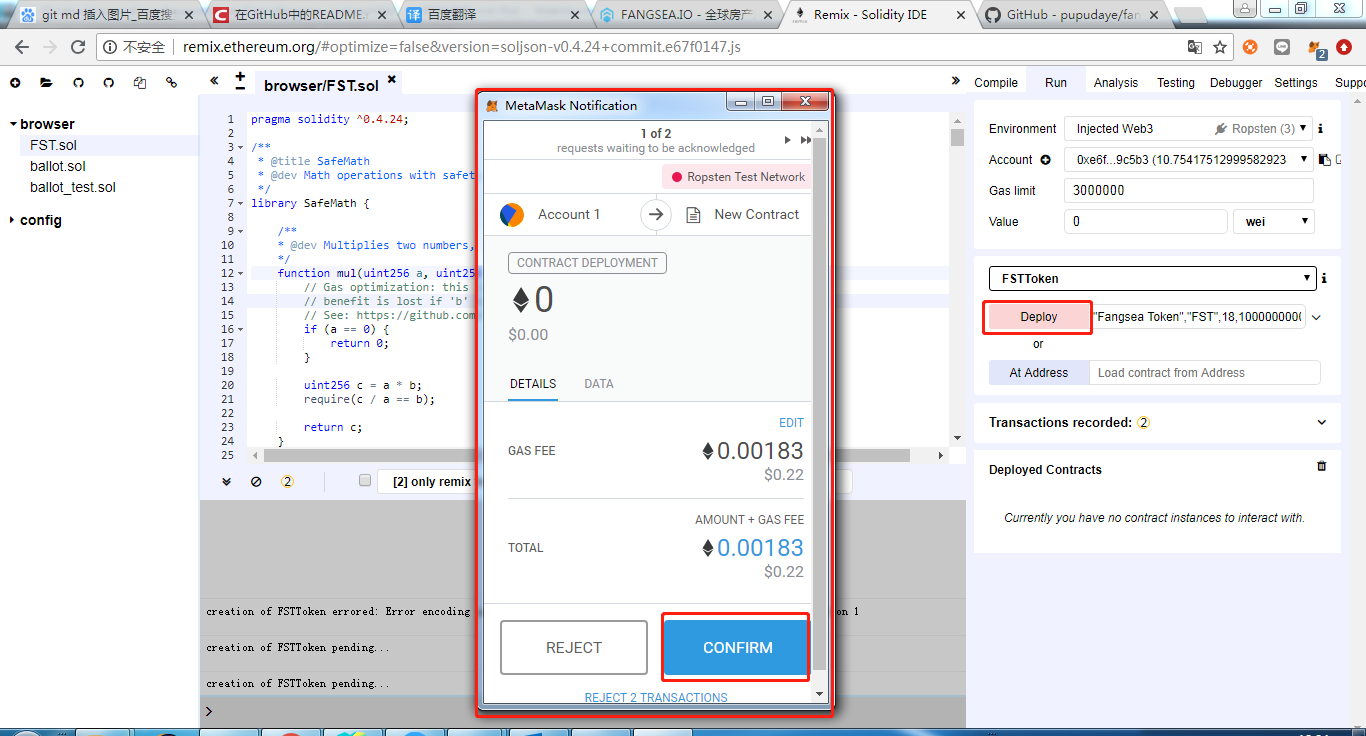 git md 插入图片_百度搜
在GitHub中的README.
百度翻译
FANGSEA.IO - 全球房产
Remix - Solidity IDE
GitHub - pupudaye/fan
不安全
remix.ethereum.org/#optimize=false&version=soljson-v0.4.24+commit.e67f0147.js
2
browser
FST.sol
ballot.sol
ballot_test.sol
config
browser/FST.sol
1 pragma solidity ^0.4.24;
2
3 /**
4 * @title SafeMath
5 * @dev Math operations with safet
6 */
7 library SafeMath {
8
9 /**
10 * @dev Multiplies two numbers,
11 */
12 function mul(uint256 a, uint25
13 // Gas optimization: this
14 // benefit is lost if 'b'
15 // See: https://github.com
16 if (a == 0) {
17 return 0;
18 }
19
20 uint256 c = a * b;
21 require(c / a == b);
22
23 return c;
24 }
25
2
[2] only remix
creation of FSTToken errored: Error encoding
n 1
creation of FSTToken pending...
creation of FSTToken pending...
>
MetaMask Notification
1 of 2
requests waiting to be acknowledged
Ropsten Test Network
Account 1
New Contract
CONTRACT DEPLOYMENT
0
$0.00
DETAILS
DATA
EDIT
GAS FEE
0.00183
$0.22
AMOUNT + GAS FEE
TOTAL
0.00183
$0.22
REJECT
CONFIRM
REJECT 2 TRANSACTIONS
Compile
Run
Analysis
Testing
Debugger
Settings
Suppo
Environment
Injected Web3
Ropsten (3)
Account
0xe6f...9c5b3 (10.75417512999582923
Gas limit
3000000
Value
0
wei
FSTToken
Deploy
"Fangsea Token","FST",18,1000000000
or
At Address
Load contract from Address
Transactions recorded: 2
Deployed Contracts
Currently you have no contract instances to interact with.